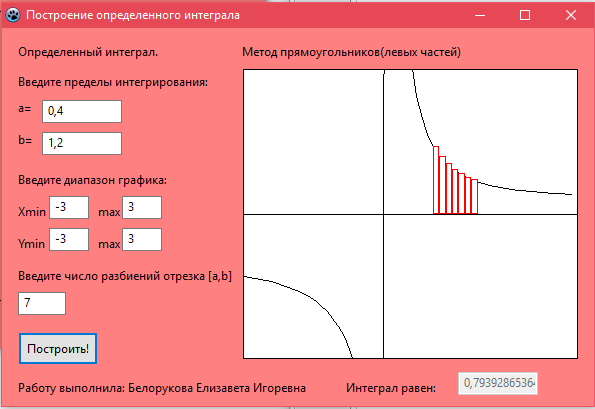 Построение определенного интеграла
Определенный интеграл.
Метод прямоугольников(левых частей)
Введите пределы интегрирования:
a= 0,4
b= 1,2
Введите диапазон графика:
Xmin -3 max 3
Ymin -3 max 3
Введите число разбиений отрезка [a,b]
7
Построить!
Работу выполнила: Белорукова Елизавета Игоревна
Интеграл равен: 0,7939286536